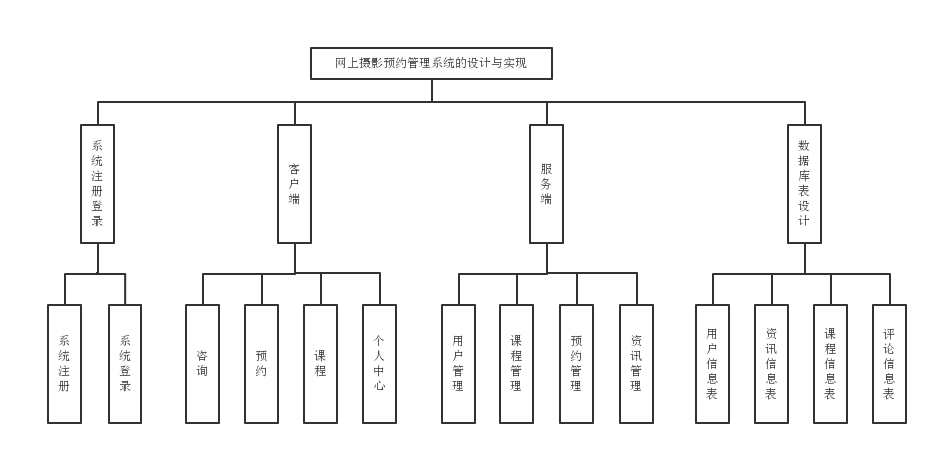 网上摄影预约管理系统的设计与实现
系统注册登录
客户端
服务端
数据库表设计
系统注册
系统登录
咨询
预约
课程
个人中心
用户管理
课程管理
预约管理
资讯管理
用户信息表
资讯信息表
课程信息表
评论信息表